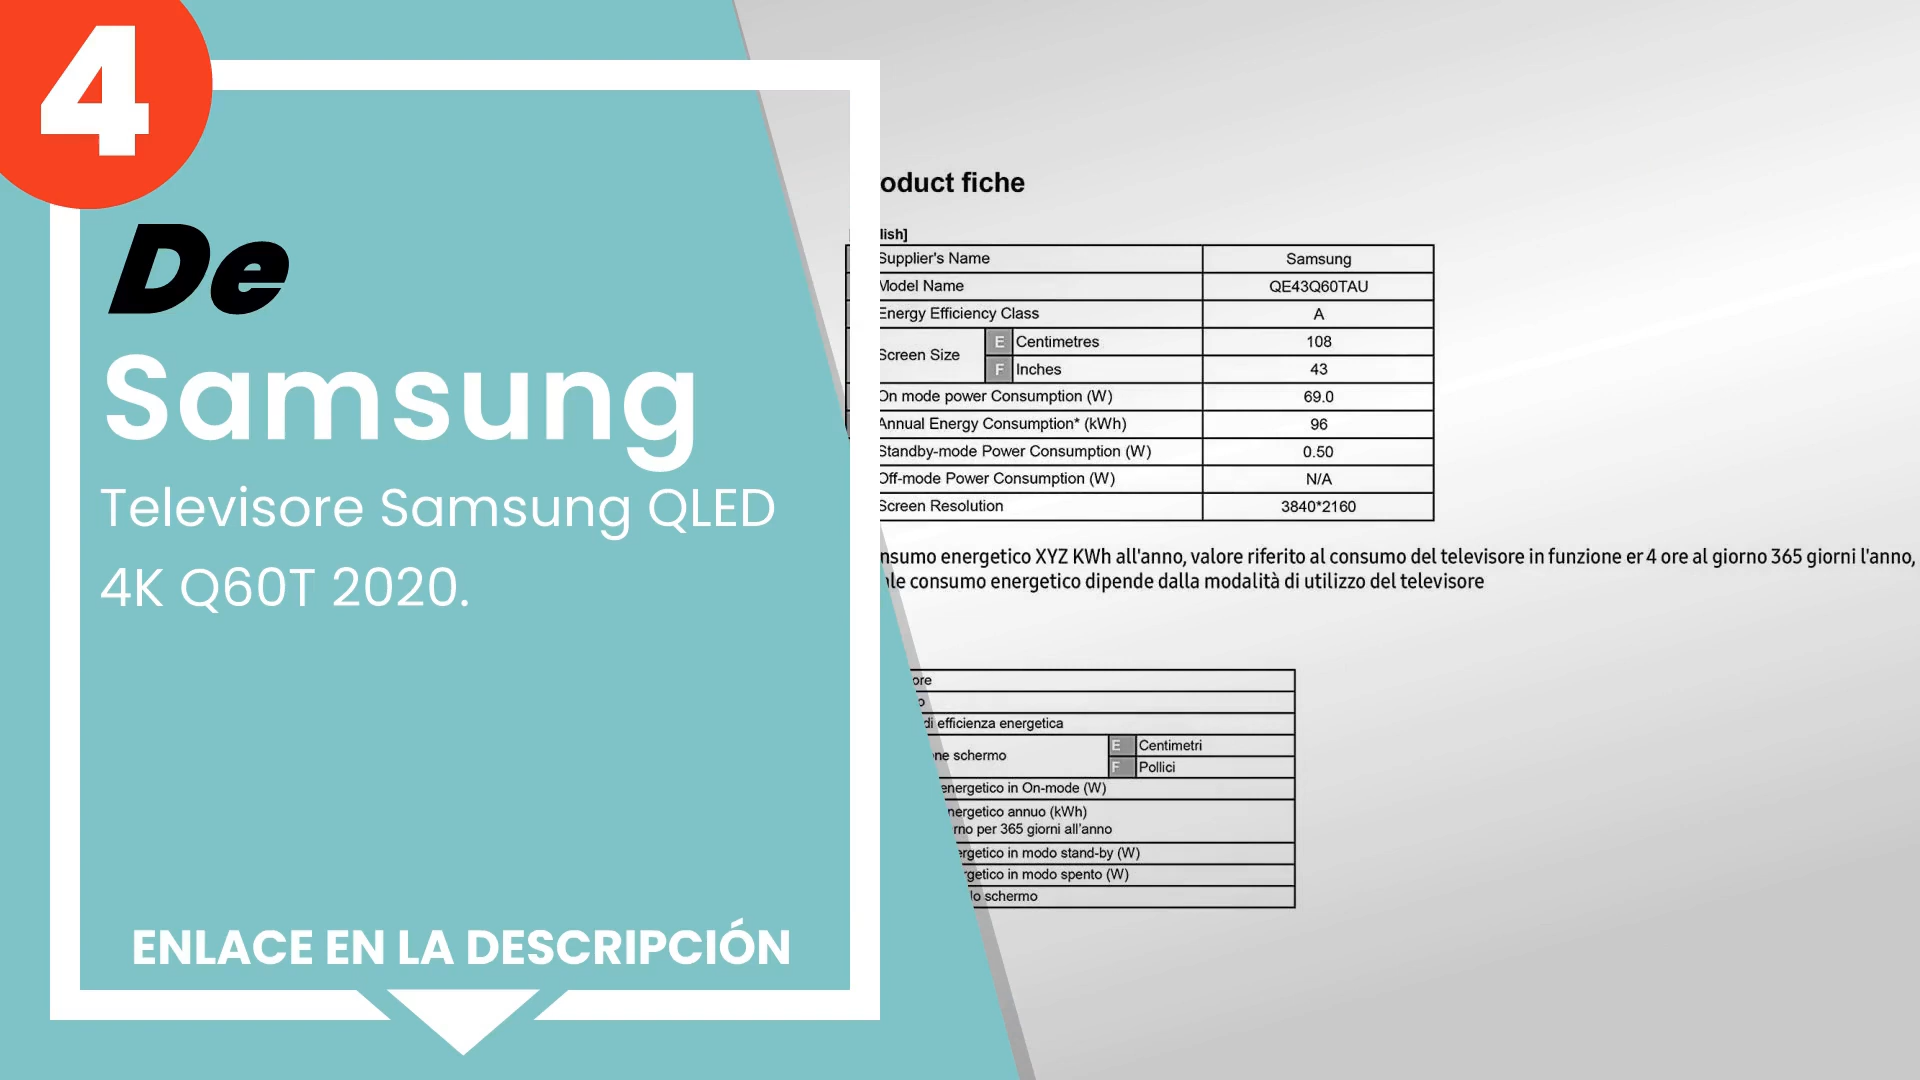 4
De
Samsung
Televisore Samsung QLED
4K Q60T 2020.
ENLACE EN LA DESCRIPCIÓN
oduct fiche
lish]
Supplier's Name Samsung
Model Name QE43Q60TAU
Energy Efficiency Class A
Screen Size E Centimetres 108
F Inches 43
On mode power Consumption (W) 69.0
Annual Energy Consumption* (kWh) 96
Standby-mode Power Consumption (W) 0.50
Off-mode Power Consumption (W) N/A
Screen Resolution 3840*2160
nsumo energetico XYZ KWh all'anno, valore riferito al consumo del televisore in funzione er 4 ore al giorno 365 giorni l'anno,
ale consumo energetico dipende dalla modalità di utilizzo del televisore
ore
o
di efficienza energetica
ne schermo E Centimetri
F Pollici
energetico in On-mode (W)
nergetico annuo (kWh)
rno per 365 giorni all'anno
ergetico in modo stand-by (W)
rgetico in modo spento (W)
lo schermo